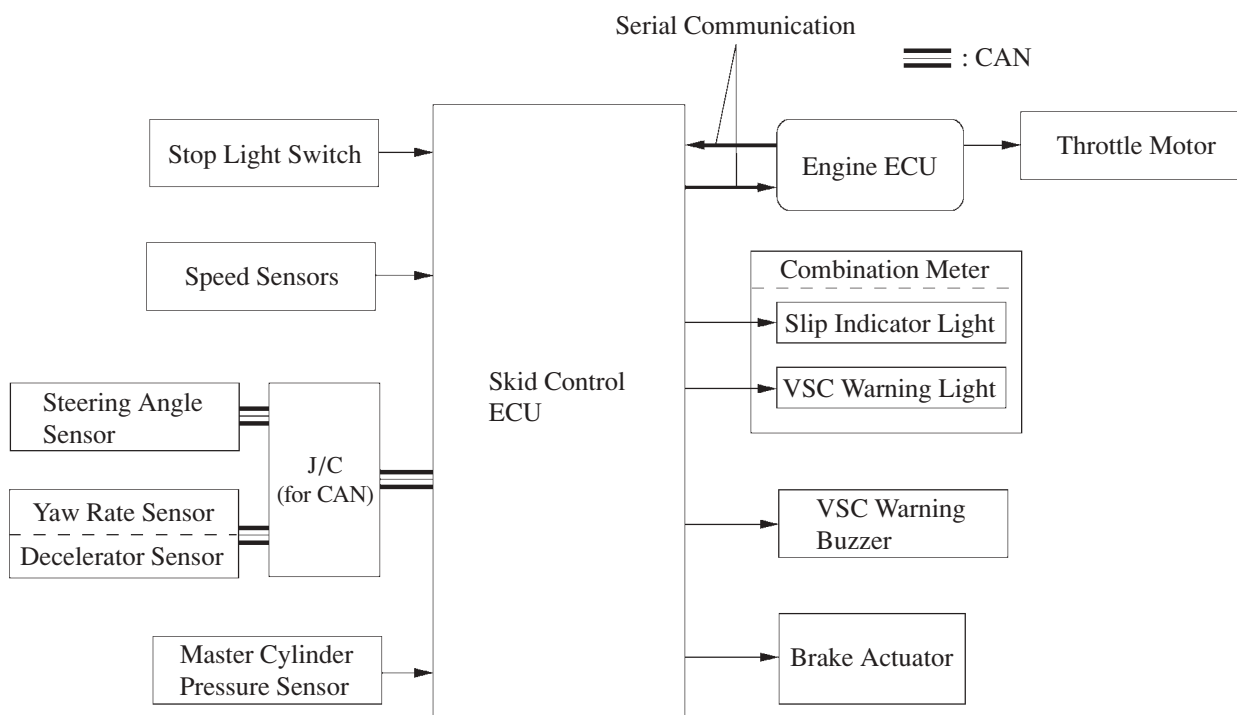 Serial Communication
: CAN
Stop Light Switch
Engine ECU
Throttle Motor
Speed Sensors
Combination Meter
Slip Indicator Light
VSC Warning Light
Skid Control
ECU
Steering Angle
Sensor
J/C
(for CAN)
Yaw Rate Sensor
Decelerator Sensor
VSC Warning
Buzzer
Master Cylinder
Pressure Sensor
Brake Actuator